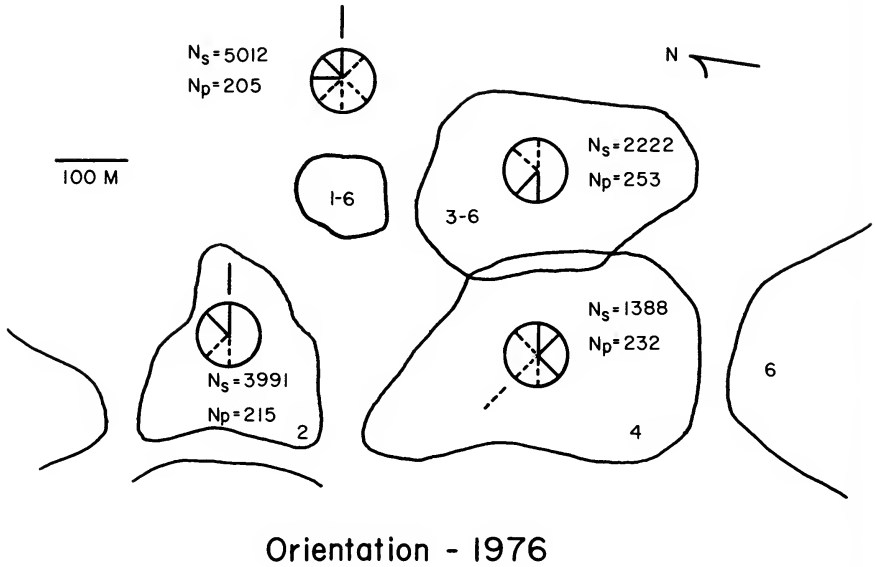 Ns=5012
Np=205
N
100 M
1-6
Ns=2222
Np=253
3-6
Ns=1388
Np=232
4
6
Ns=3991
Np=215
2
Orientation - 1976